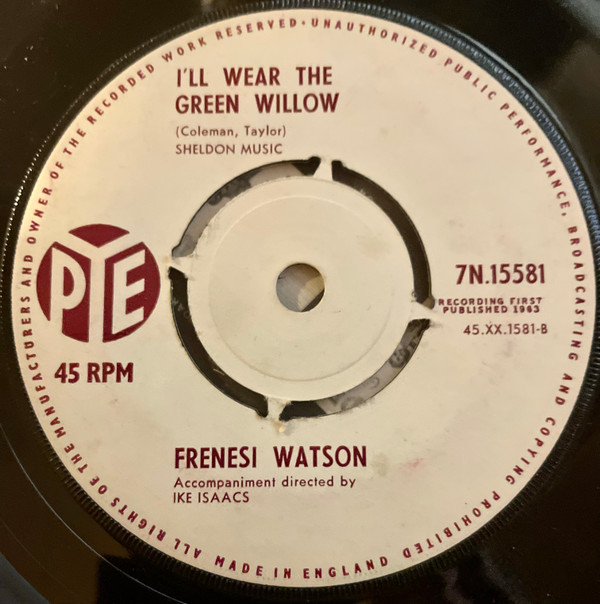 ALL RIGHTS OF THE MANUFACTURERS AND OWNER OF THE RECORDED WORK RESERVED · UNAUTHORIZED PUBLIC PERFORMANCE, BROADCASTING AND COPYING PROHIBITED
I'LL WEAR THE
GREEN WILLOW
(Coleman, Taylor)
SHELDON MUSIC
PYE
45 RPM
7N.15581
RECORDING FIRST
PUBLISHED 1963
45.XX.1581-B
FRENESI WATSON
Accompaniment directed by
IKE ISAACS
MADE IN ENGLAND